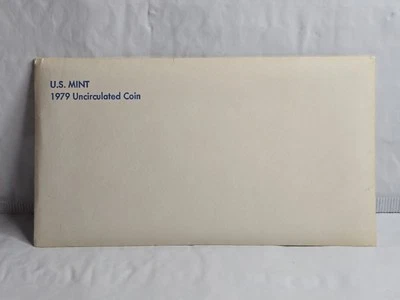 U.S. MINT
1979 Uncirculated Coin